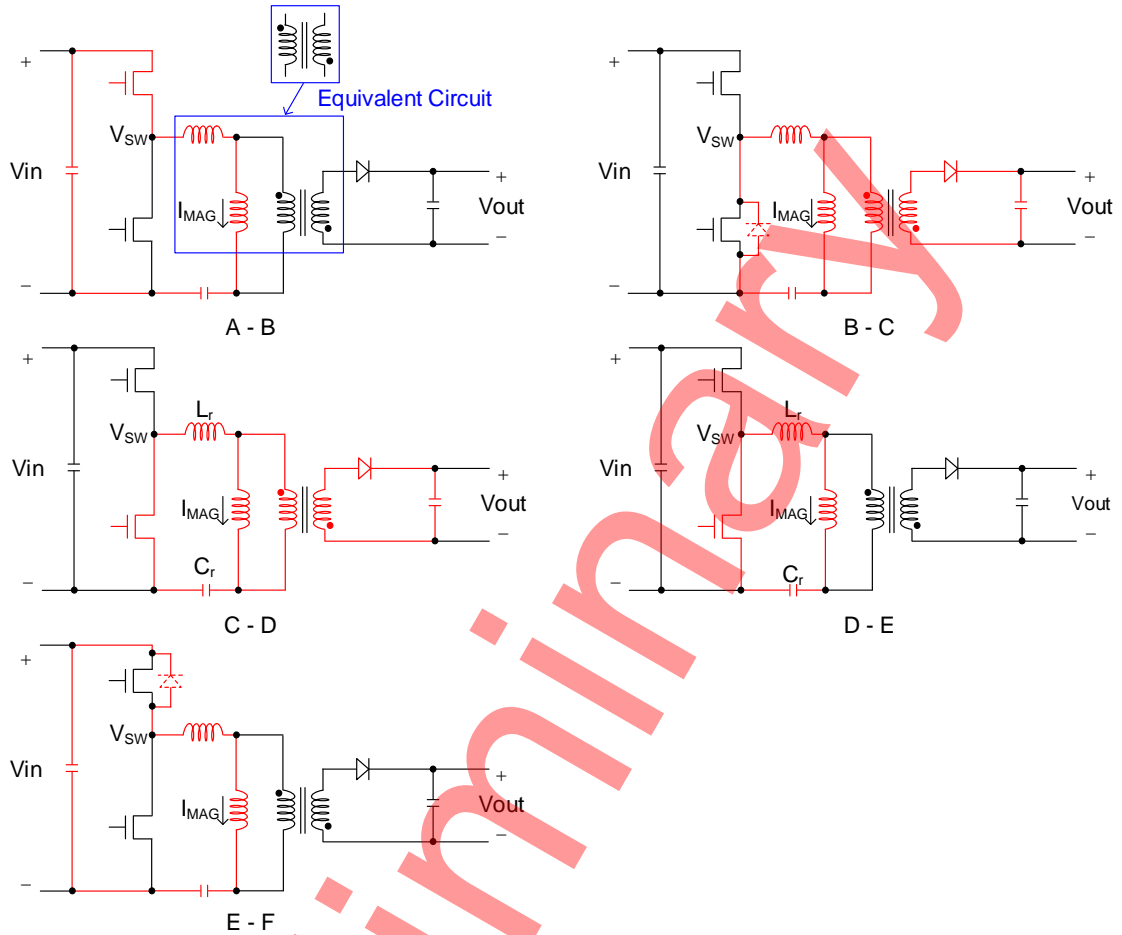 Equivalent Circuit
+
V_SW
Vin
I_MAG
+
Vout
−
−
A - B
+
V_SW
Vin
I_MAG
+
Vout
−
−
B - C
+
L_r
V_SW
Vin
I_MAG
+
Vout
−
C_r
−
C - D
+
L_r
V_SW
Vin
I_MAG
+
Vout
−
C_r
−
D - E
+
V_SW
Vin
I_MAG
+
Vout
−
−
E - F
iminary